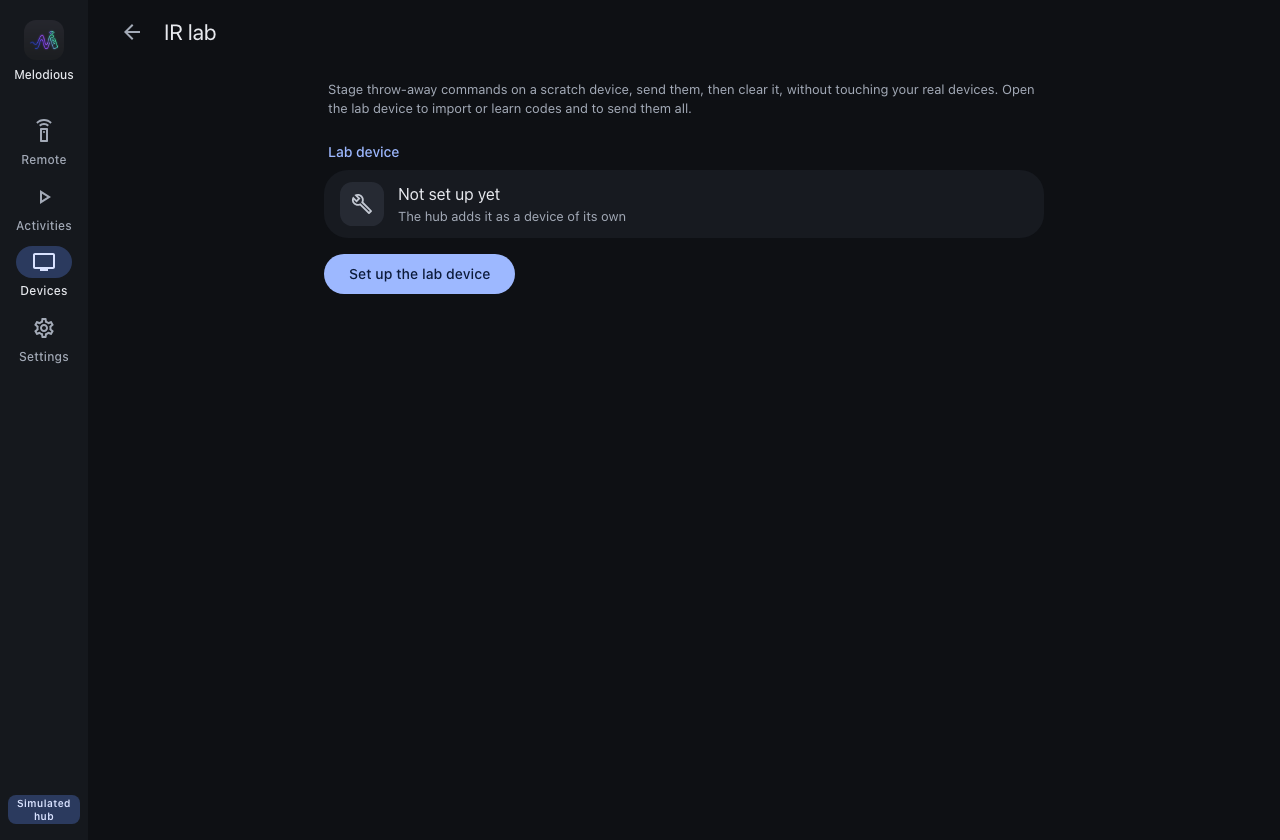 IR lab
Melodious
Remote
Activities
Devices
Settings
Simulated
hub
Stage throw-away commands on a scratch device, send them, then clear it, without touching your real devices. Open
the lab device to import or learn codes and to send them all.
Lab device
Not set up yet
The hub adds it as a device of its own
Set up the lab device